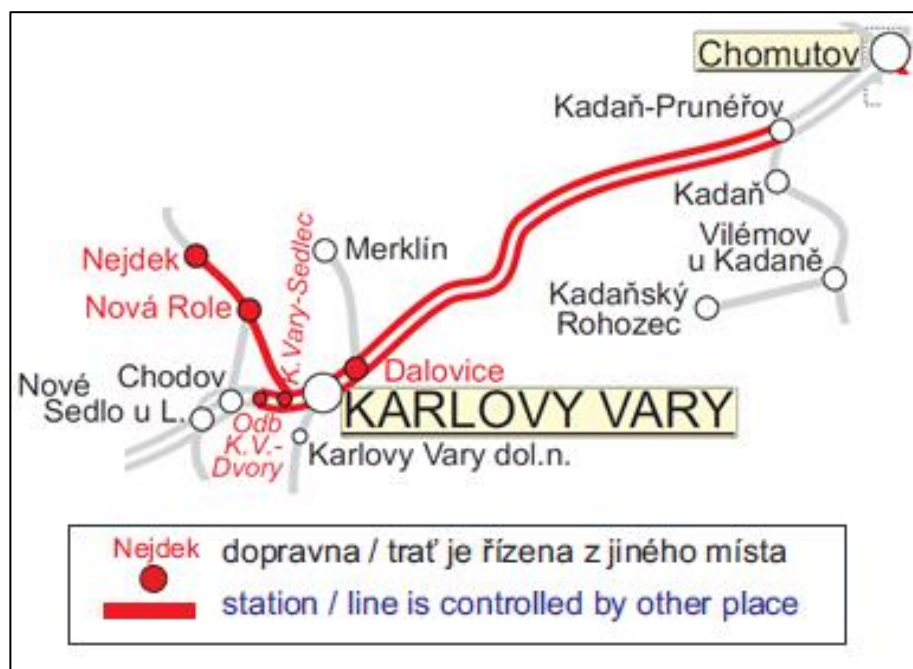 Chomutov
Kadaň-Prunéřov
Kadaň
Vilémov
u Kadaně
Kadaňský
Rohozec
Merklín
Nejdek
Nová Role
K.Vary-Sedlec
Dalovice
Chodov
Nové
Sedlo u L.
KARLOVY VARY
Odb
K.V.-
Dvory
Karlovy Vary dol.n.
Nejdek
dopravna / trať je řízena z jiného místa
station / line is controlled by other place